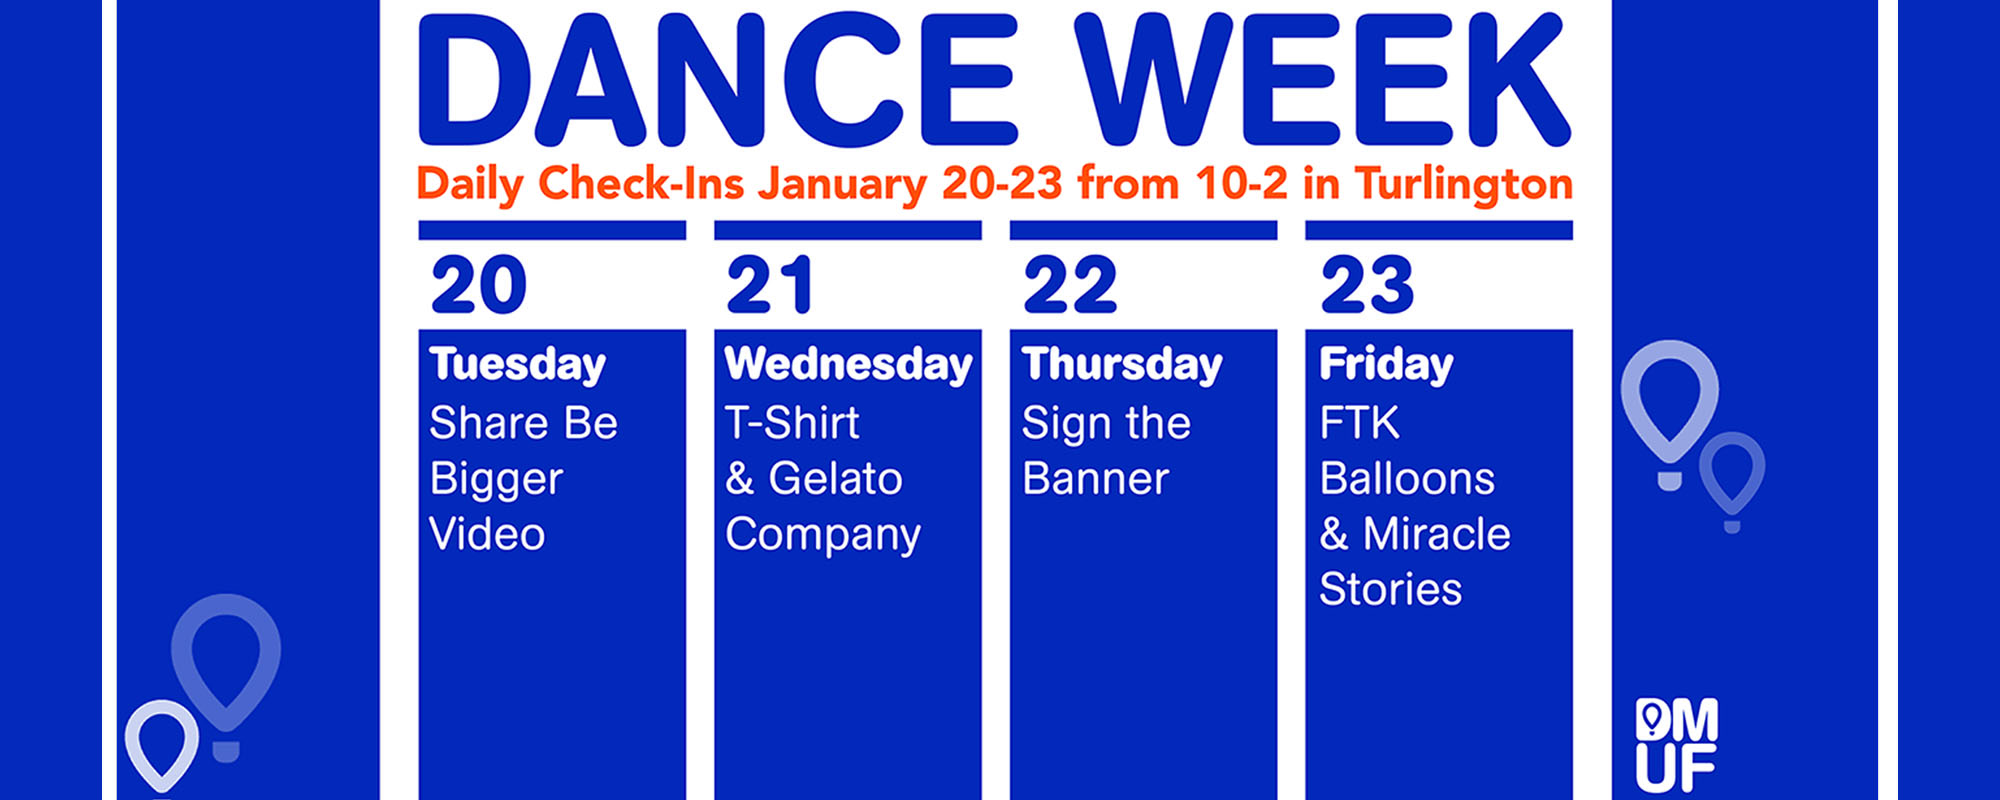 DANCE WEEK
Daily Check-Ins January 20-23 from 10-2 in Turlington
20
Tuesday
Share Be
Bigger
Video
21
Wednesday
T-Shirt
& Gelato
Company
22
Thursday
Sign the
Banner
23
Friday
FTK
Balloons
& Miracle
Stories
DM
UF